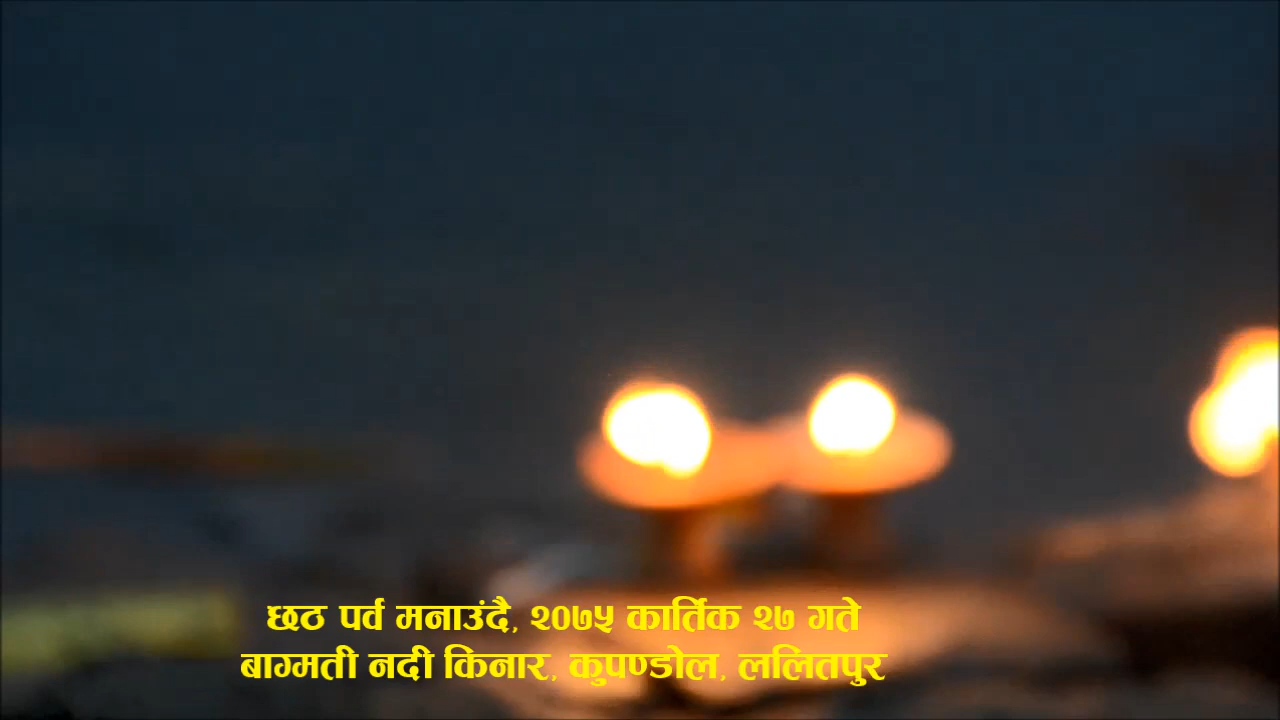 छठ पर्व मनाउंदै, २०७५ कार्तिक २७ गते
बाग्मती नदी किनार, कुपण्डोल, ललितपुर